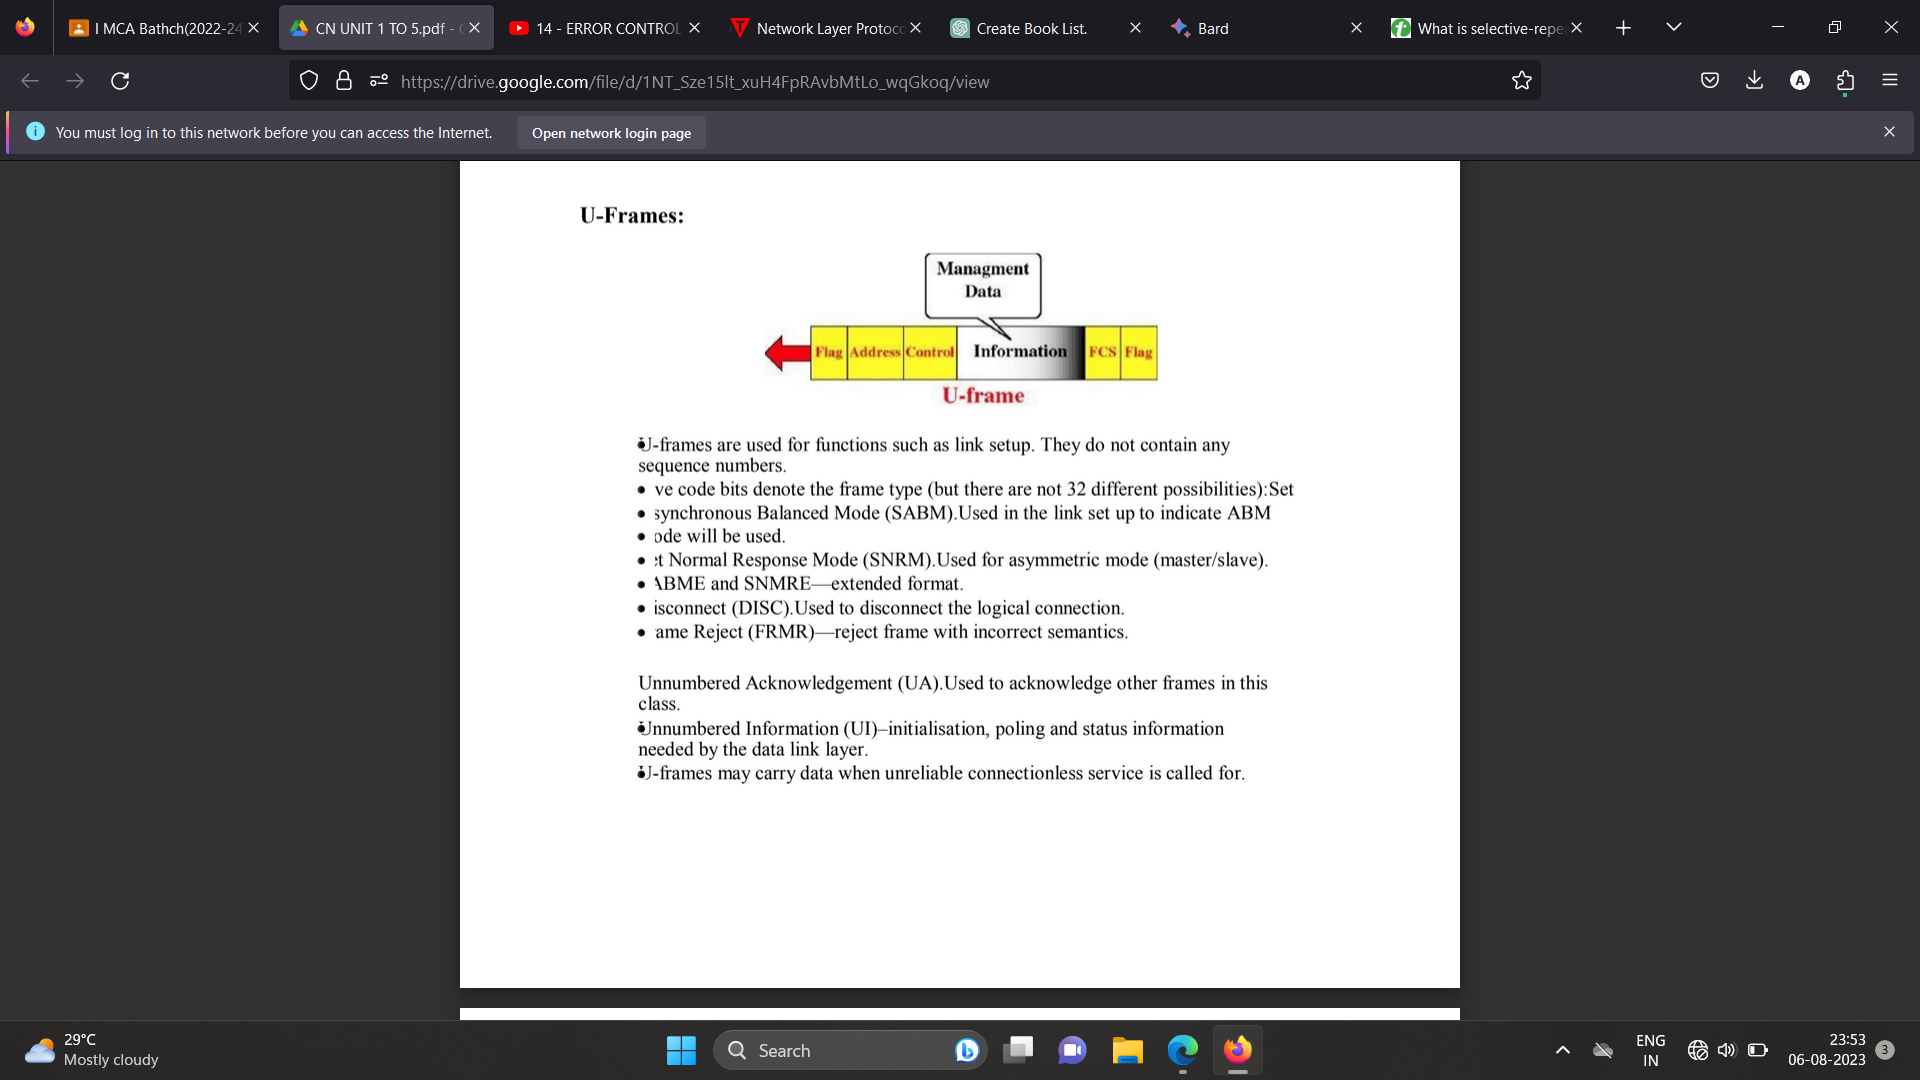 I MCA Bathch(2022-24
CN UNIT 1 TO 5.pdf -
14 - ERROR CONTROL
Network Layer Protoco
Create Book List.
Bard
What is selective-repe
https://drive.google.com/file/d/1NT_Sze15lt_xuH4FpRAvbMtLo_wqGkoq/view
A
You must log in to this network before you can access the Internet.
Open network login page
U-Frames:
Managment
Data
Flag Address Control Information FCS Flag
U-frame
U-frames are used for functions such as link setup. They do not contain any
sequence numbers.
ve code bits denote the frame type (but there are not 32 different possibilities):Set
synchronous Balanced Mode (SABM).Used in the link set up to indicate ABM
ode will be used.
et Normal Response Mode (SNRM).Used for asymmetric mode (master/slave).
ABME and SNMRE—extended format.
isconnect (DISC).Used to disconnect the logical connection.
ame Reject (FRMR)—reject frame with incorrect semantics.
Unnumbered Acknowledgement (UA).Used to acknowledge other frames in this
class.
Unnumbered Information (UI)–initialisation, poling and status information
needed by the data link layer.
U-frames may carry data when unreliable connectionless service is called for.
29°C
Mostly cloudy
Search
ENG
IN
23:53
06-08-2023
3